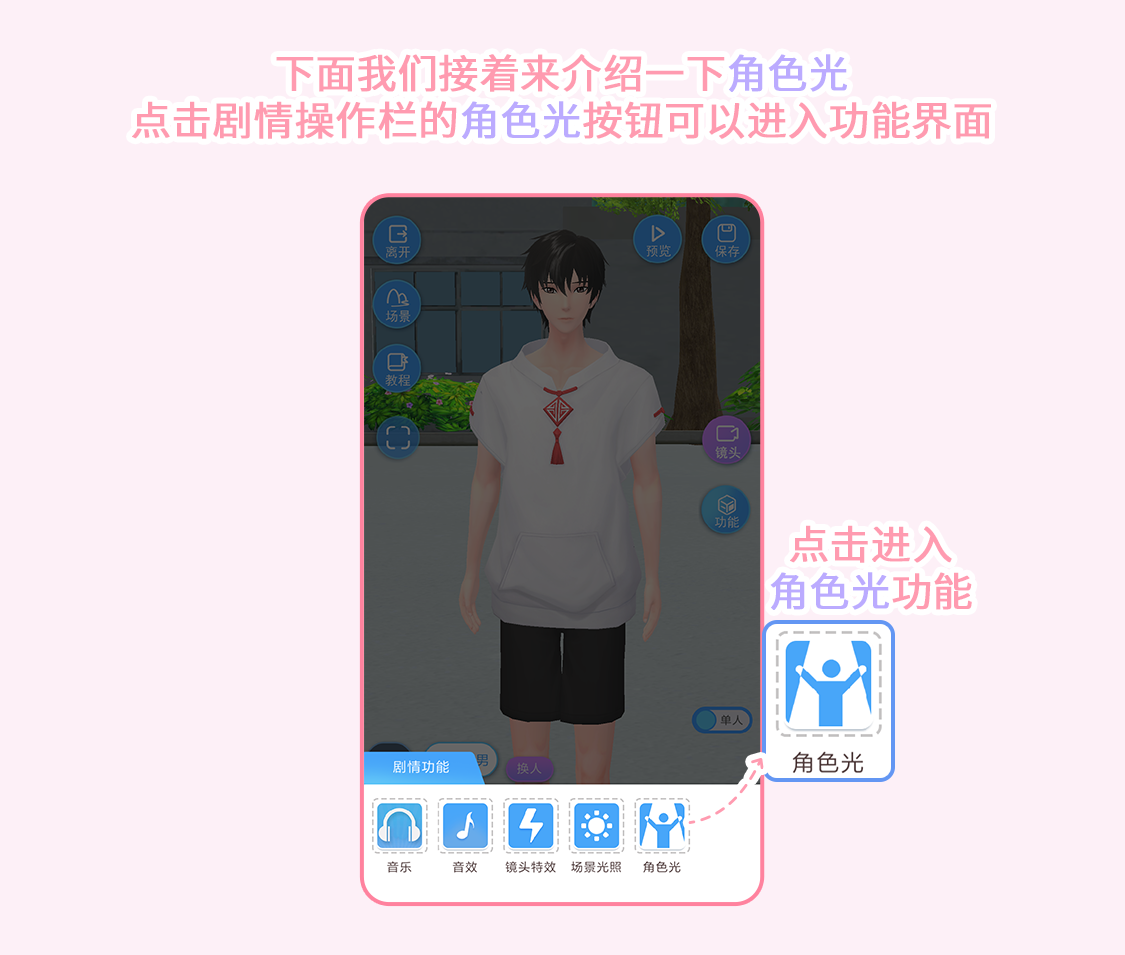 下面我们接着来介绍一下角色光
点击剧情操作栏的角色光按钮可以进入功能界面
离开
预览
保存
场景
教程
镜头
功能
点击进入
角色光功能
单人
角色光
男
换人
剧情功能
音乐
音效
镜头特效
场景光照
角色光